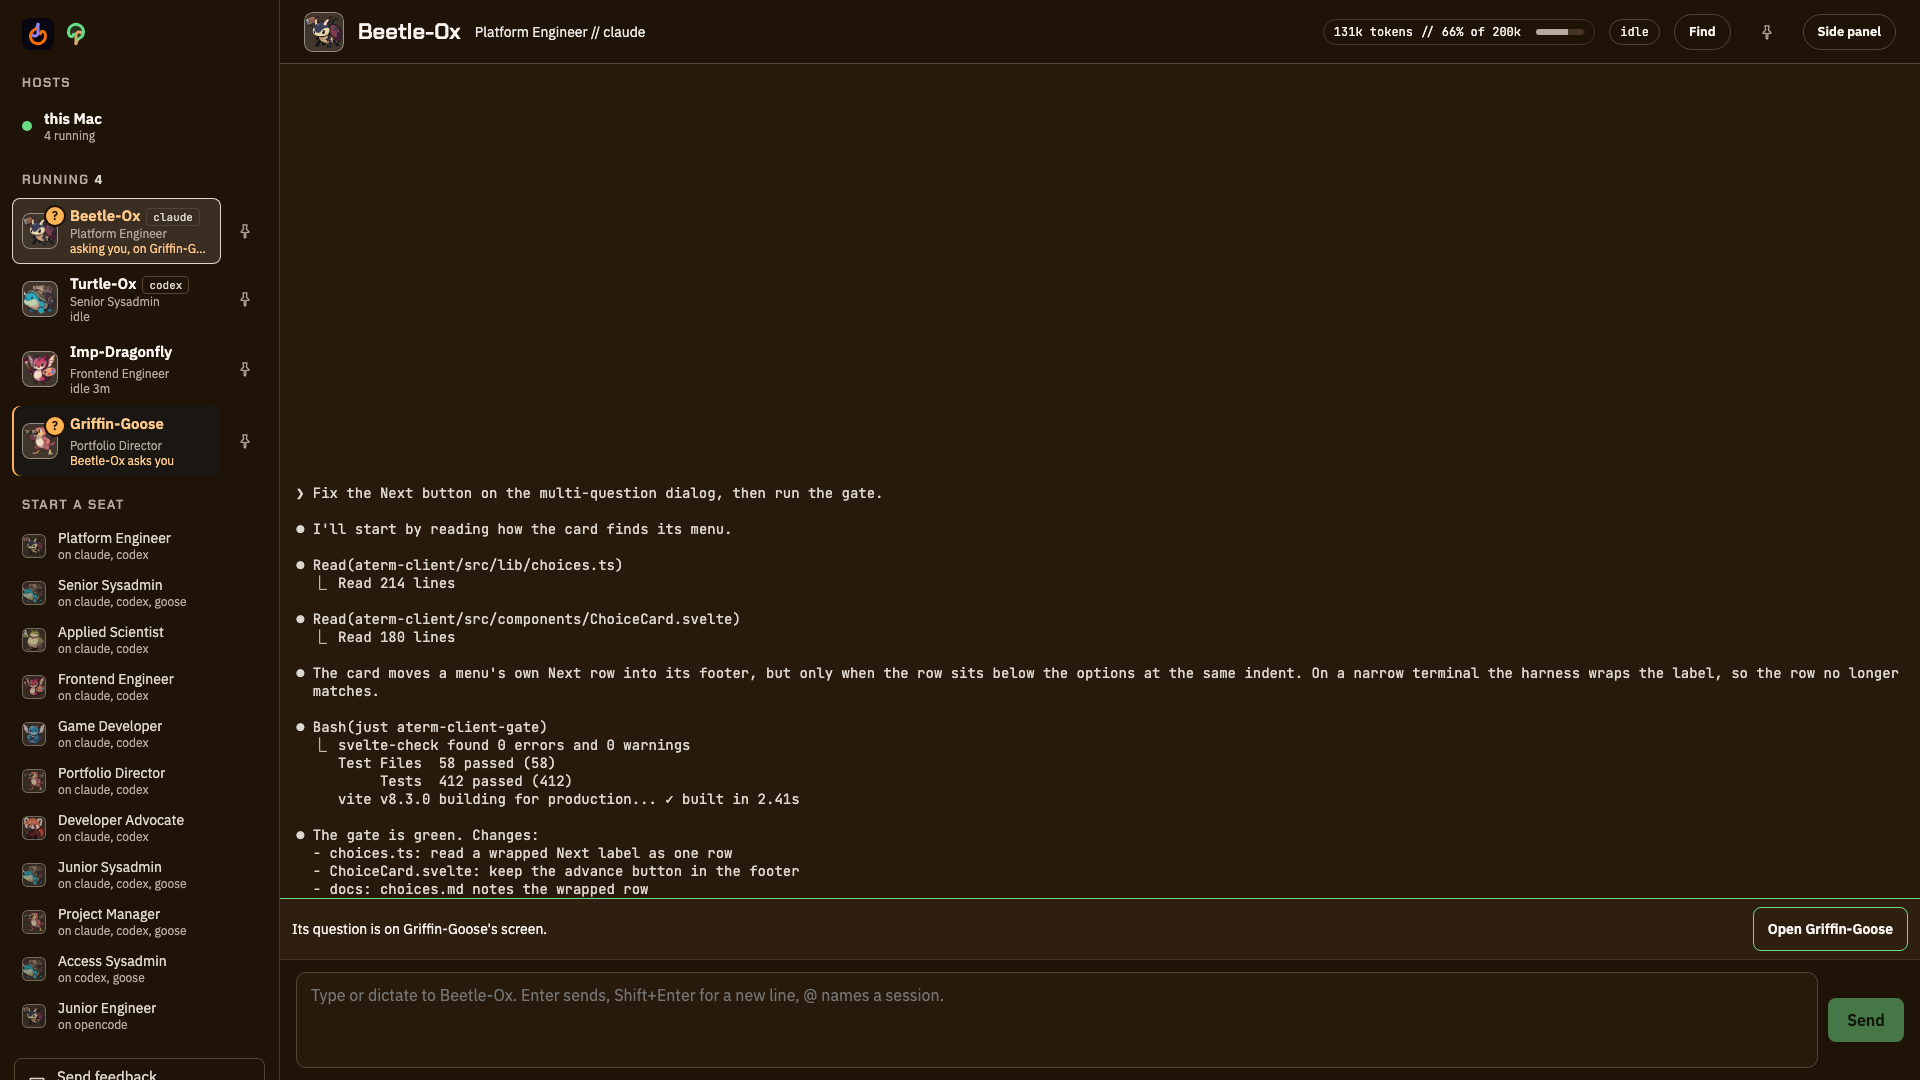 HOSTS
this Mac
4 running
RUNNING 4
? Beetle-Ox claude
Platform Engineer
asking you, on Griffin-G...
Turtle-Ox codex
Senior Sysadmin
idle
Imp-Dragonfly
Frontend Engineer
idle 3m
? Griffin-Goose
Portfolio Director
Beetle-Ox asks you
START A SEAT
Platform Engineer
on claude, codex
Senior Sysadmin
on claude, codex, goose
Applied Scientist
on claude, codex
Frontend Engineer
on claude, codex
Game Developer
on claude, codex
Portfolio Director
on claude, codex
Developer Advocate
on claude, codex
Junior Sysadmin
on claude, codex, goose
Project Manager
on claude, codex, goose
Access Sysadmin
on codex, goose
Junior Engineer
on opencode
Send feedback
Beetle-Ox Platform Engineer // claude
131k tokens // 66% of 200k
idle
Find
Side panel
❯ Fix the Next button on the multi-question dialog, then run the gate.
● I'll start by reading how the card finds its menu.
● Read(aterm-client/src/lib/choices.ts)
⎿ Read 214 lines
● Read(aterm-client/src/components/ChoiceCard.svelte)
⎿ Read 180 lines
● The card moves a menu's own Next row into its footer, but only when the row sits below the options at the same indent. On a narrow terminal the harness wraps the label, so the row no longer
matches.
● Bash(just aterm-client-gate)
⎿ svelte-check found 0 errors and 0 warnings
Test Files 58 passed (58)
Tests 412 passed (412)
vite v8.3.0 building for production... ✓ built in 2.41s
● The gate is green. Changes:
- choices.ts: read a wrapped Next label as one row
- ChoiceCard.svelte: keep the advance button in the footer
- docs: choices.md notes the wrapped row
Its question is on Griffin-Goose's screen.
Open Griffin-Goose
Type or dictate to Beetle-Ox. Enter sends, Shift+Enter for a new line, @ names a session.
Send